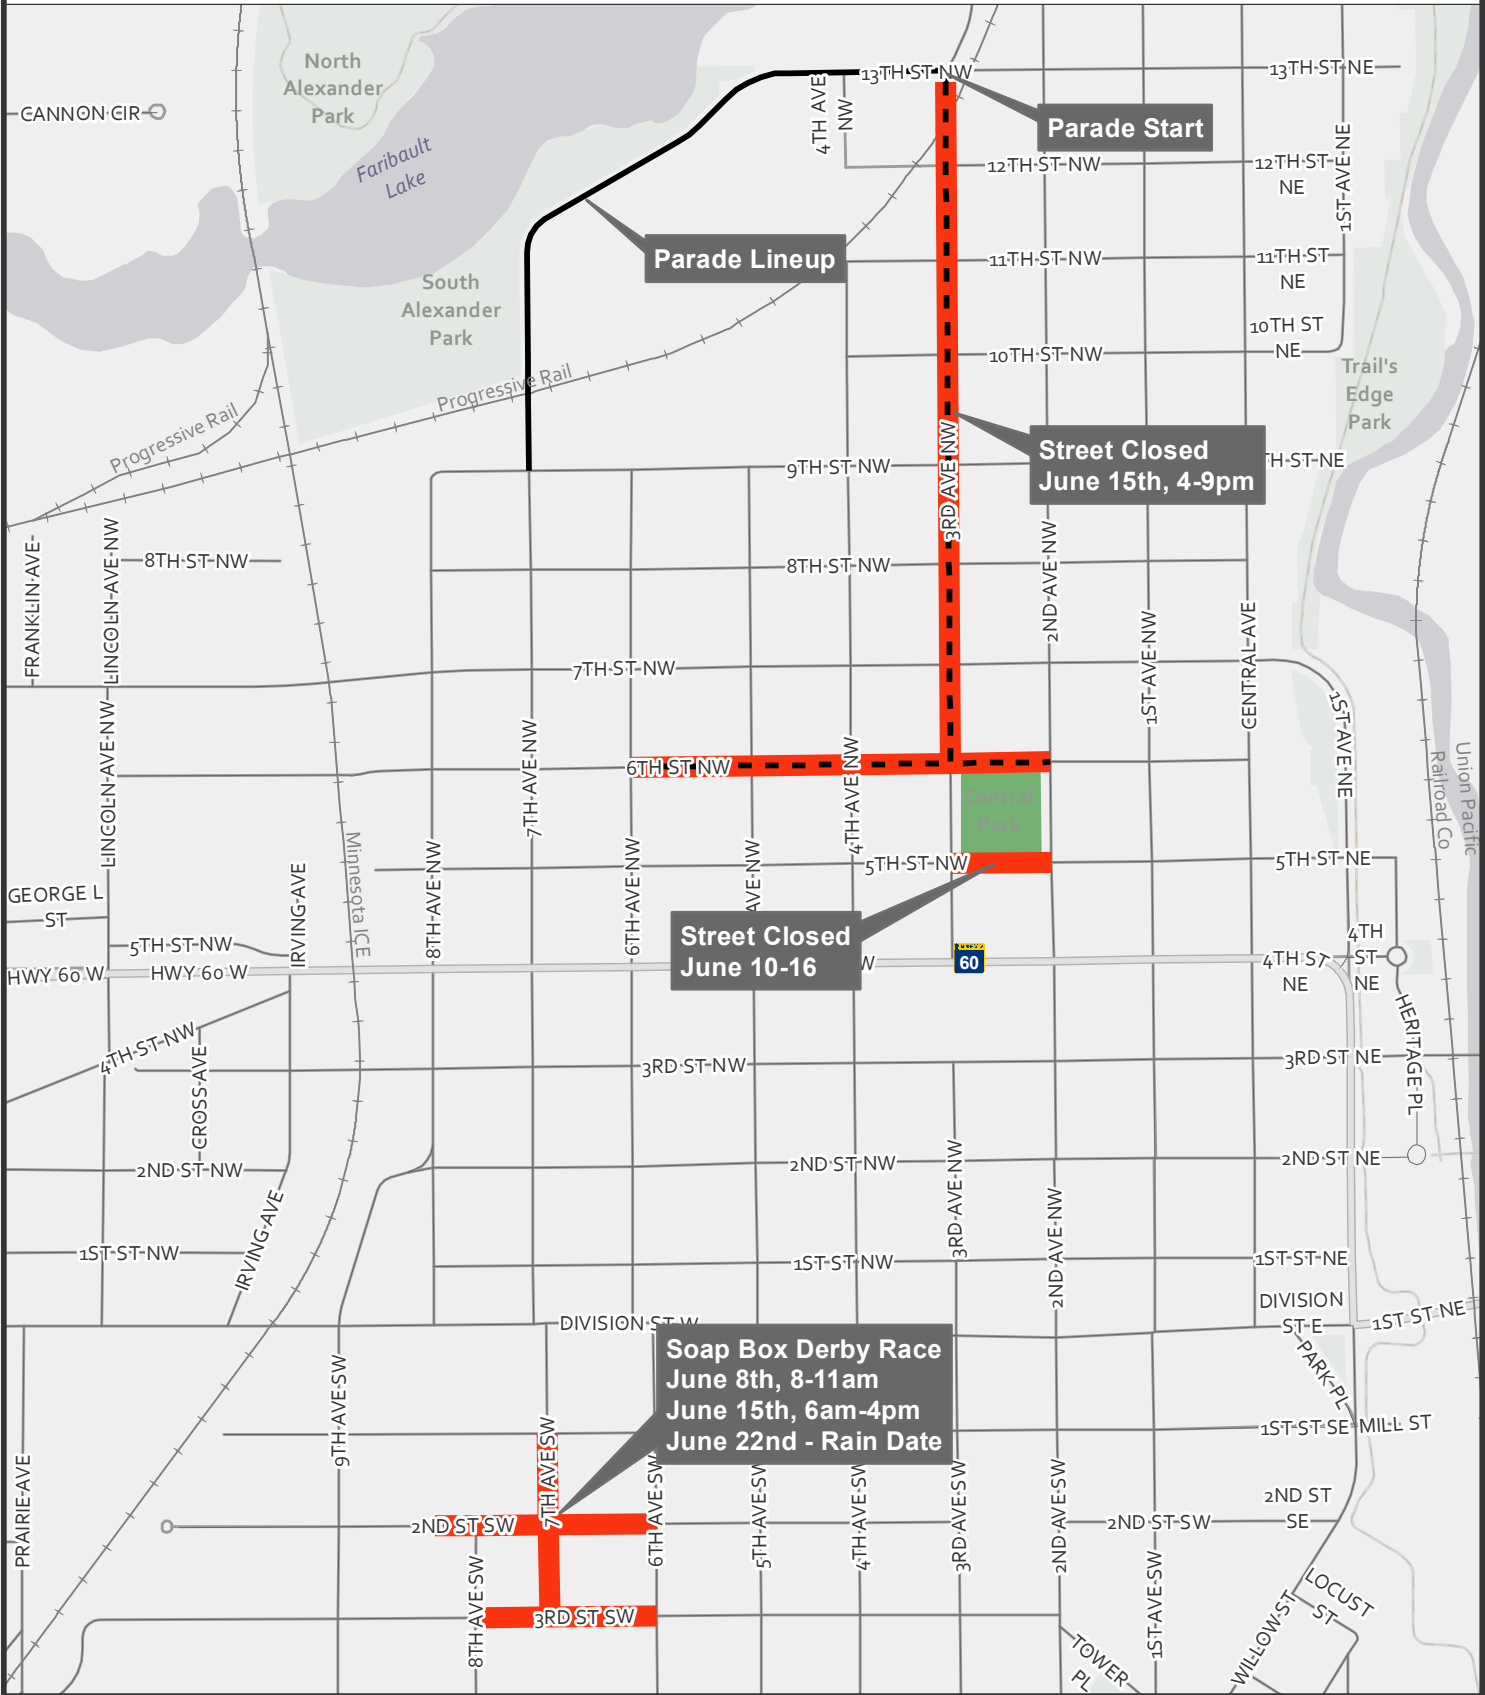 North
Alexander
Park
CANNON CIR
Faribault
Lake
4TH AVE
NW
13TH ST NW
13TH ST NE
Parade Start
12TH ST NW
12TH ST
NE
1ST AVE NE
Parade Lineup
11TH ST NW
11TH ST
NE
South
Alexander
Park
10TH ST NW
10TH ST
NE
Trail's
Edge
Park
Progressive Rail
Progressive Rail
9TH ST NW
3RD AVE NW
Street Closed
June 15th, 4-9pm
TH ST NE
FRANKLIN AVE
LINCOLN AVE NW
8TH ST NW
8TH ST NW
2ND AVE NW
1ST AVE NW
CENTRAL AVE
7TH ST NW
1ST AVE NE
LINCOLN AVE NW
7TH AVE NW
6TH ST NW
4TH AVE NW
Central
Park
Union Pacific
Railroad Co
Minnesota ICE
8TH AVE NW
6TH AVE NW
AVE NW
5TH ST NW
5TH ST NE
GEORGE L
ST
IRVING AVE
5TH ST NW
HWY 60 W
HWY 60 W
Street Closed
June 10-16
W
60
4TH ST
NE
4TH
ST
NE
HERITAGE PL
4TH ST NW
CROSS AVE
3RD ST NW
3RD ST NE
2ND ST NW
2ND ST NW
2ND ST NE
3RD AVE NW
2ND AVE NW
IRVING AVE
1ST ST NW
1ST ST NW
1ST ST NE
DIVISION ST W
DIVISION
ST E
1ST ST NE
PARK PL
Soap Box Derby Race
June 8th, 8-11am
June 15th, 6am-4pm
June 22nd - Rain Date
9TH AVE SW
7TH AVE SW
1ST ST SE
MILL ST
PRAIRIE AVE
2ND ST SW
6TH AVE SW
5TH AVE SW
4TH AVE SW
3RD AVE SW
2ND AVE SW
2ND ST SW
2ND ST
SE
8TH AVE SW
3RD ST SW
1ST AVE SW
LOCUST
ST
WILLOW ST
TOWER
PL